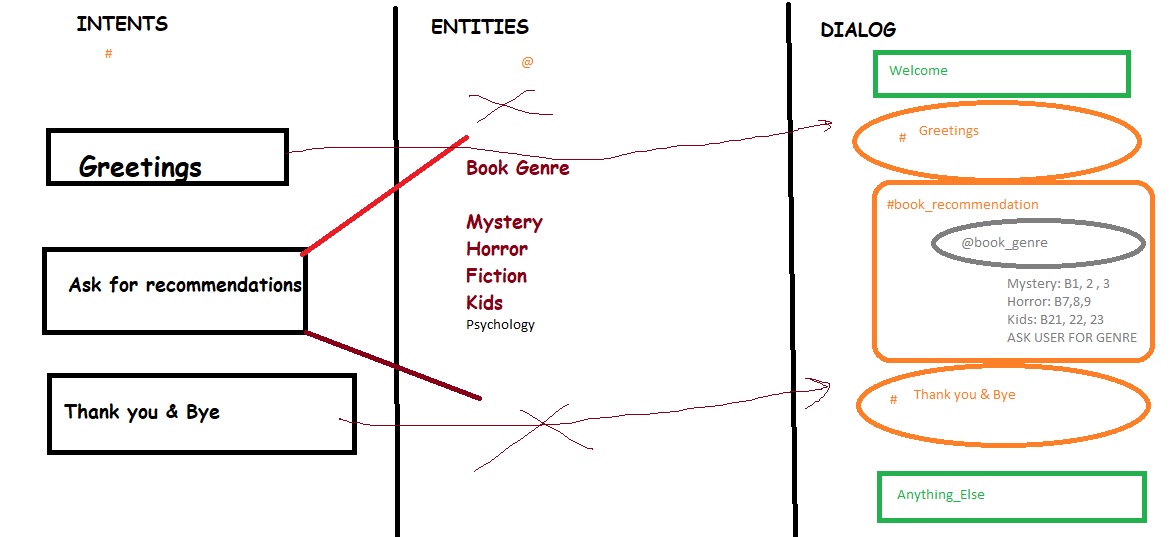 INTENTS
#
Greetings
Ask for recommendations
Thank you & Bye
ENTITIES
@
Book Genre
Mystery
Horror
Fiction
Kids
Psychology
DIALOG
Welcome
# Greetings
#book_recommendation
@book_genre
Mystery: B1, 2 , 3
Horror: B7,8,9
Kids: B21, 22, 23
ASK USER FOR GENRE
# Thank you & Bye
Anything_Else